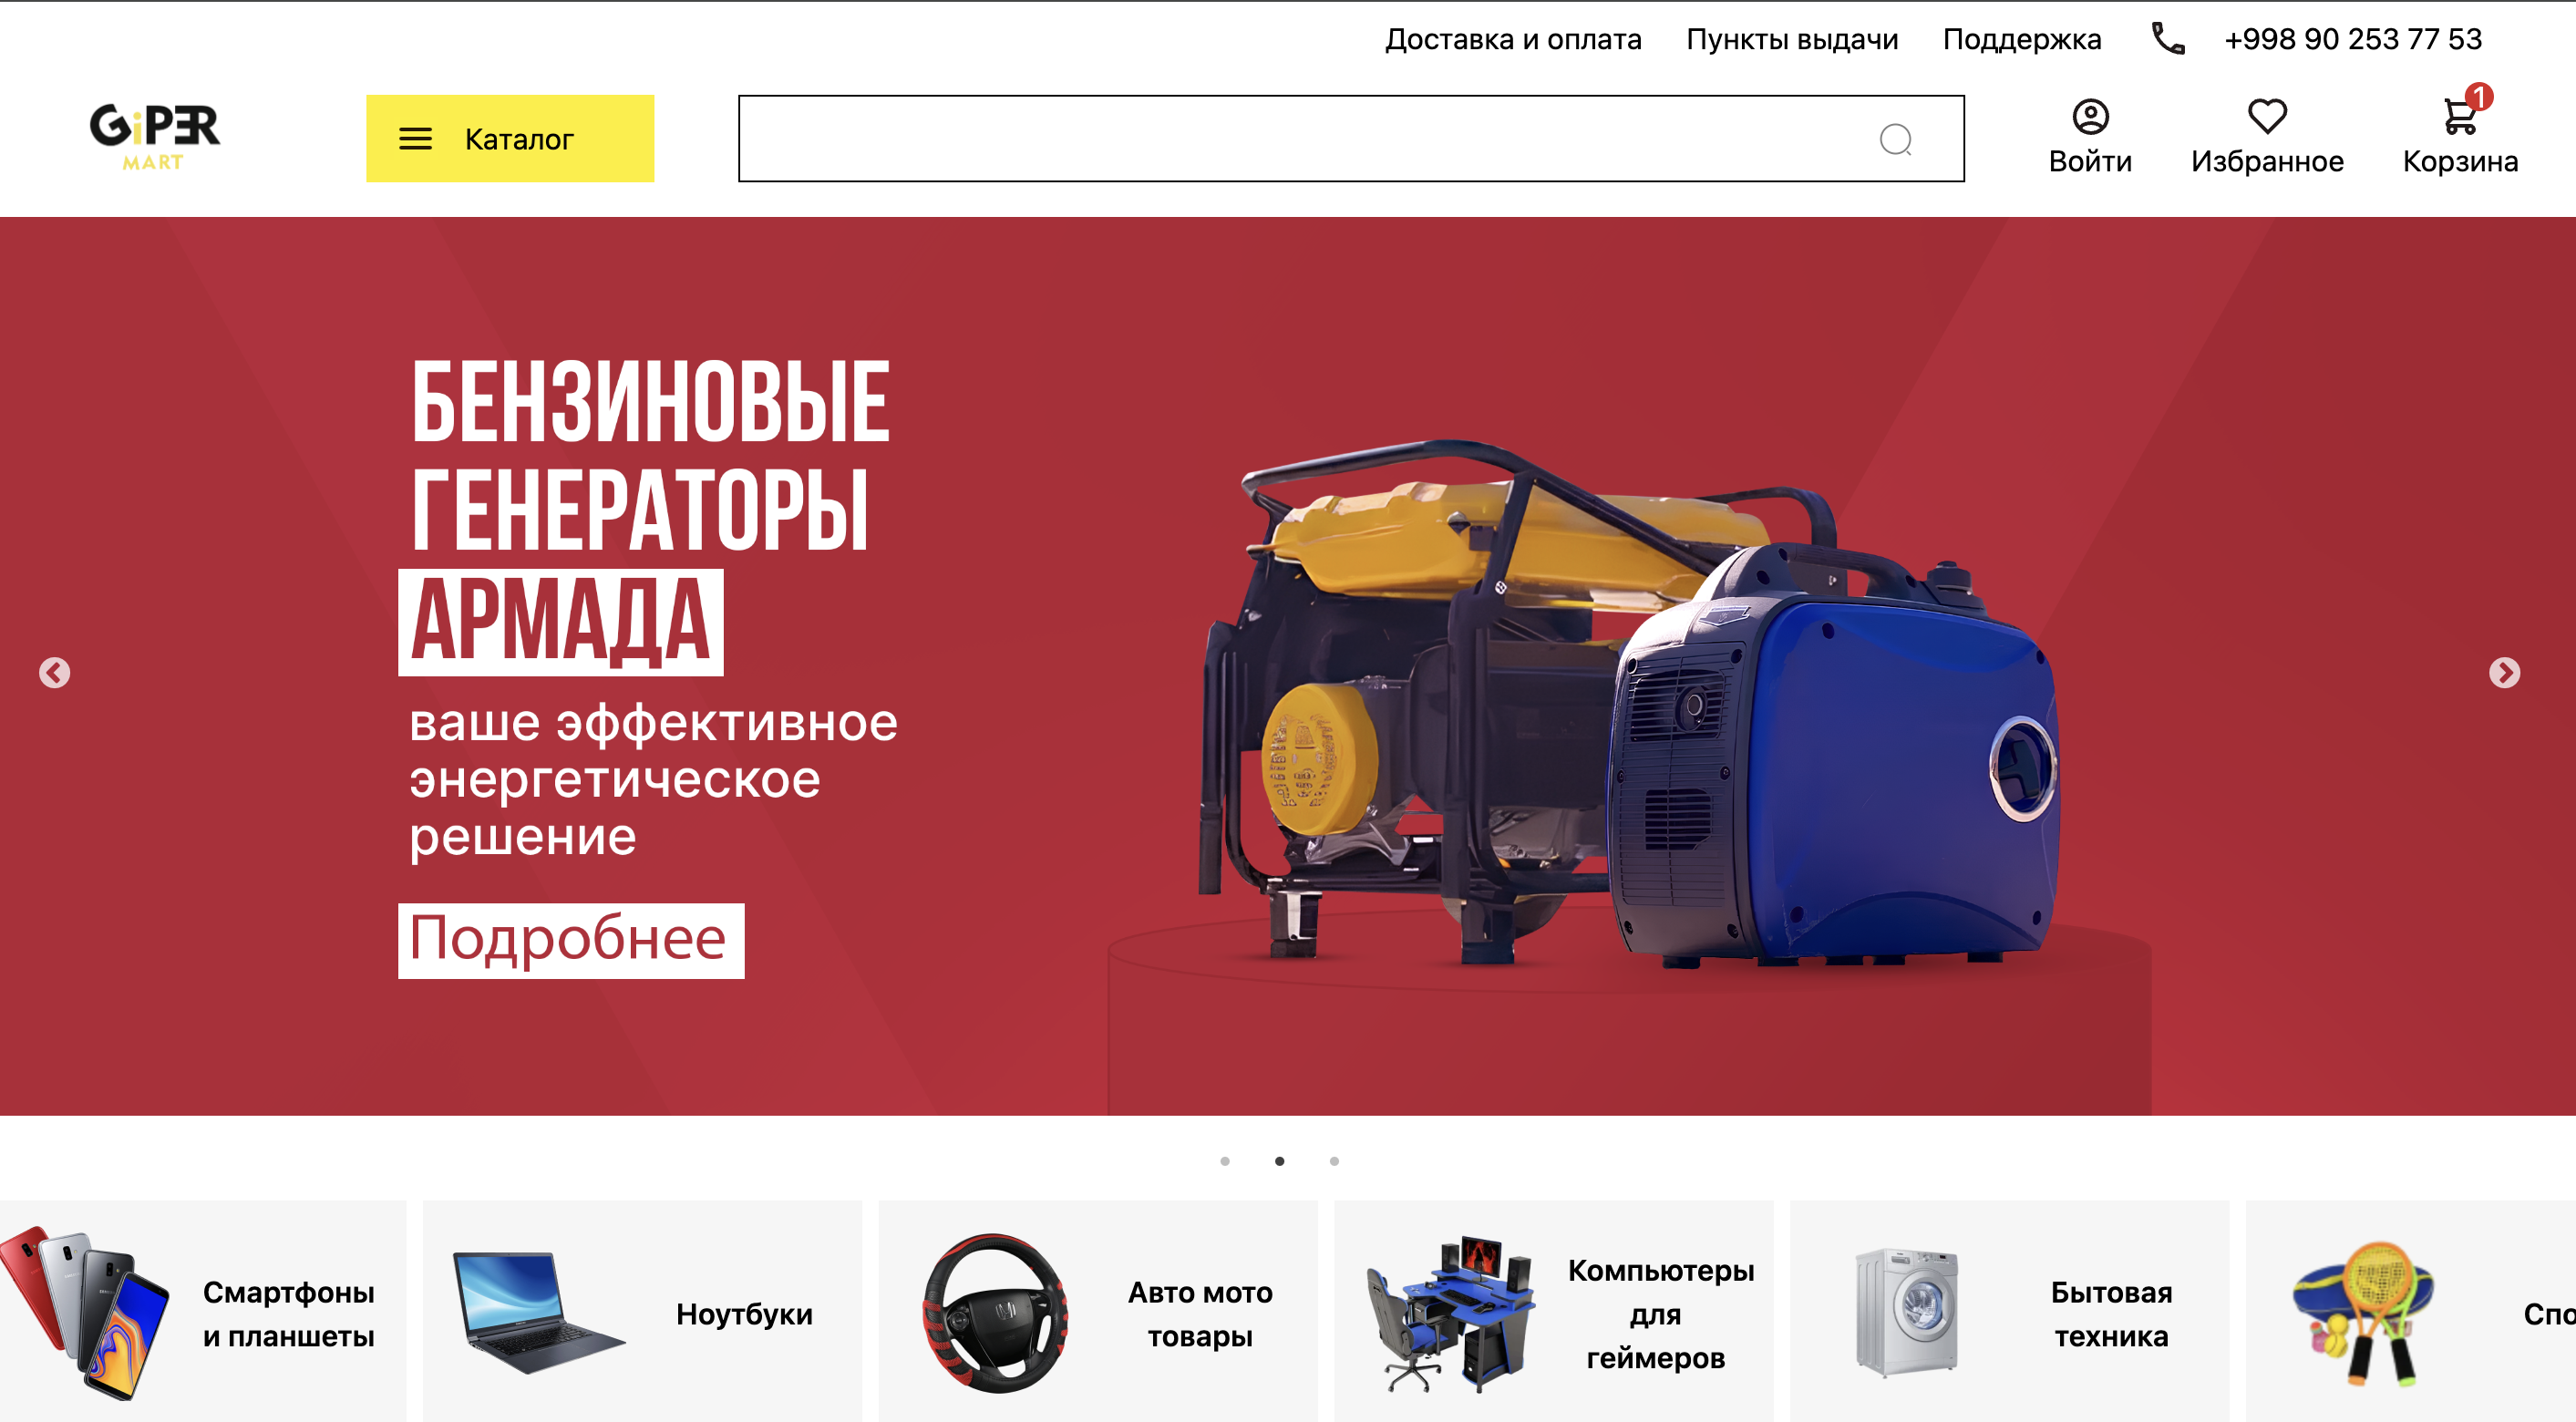 Доставка и оплата Пункты выдачи Поддержка +998 90 253 77 53
GiPER
MART
Каталог
Войти Избранное Корзина
1
БЕНЗИНОВЫЕ
ГЕНЕРАТОРЫ
АРМАДА
ваше эффективное
энергетическое
решение
Подробнее
Смартфоны
и планшеты
Ноутбуки
Авто мото
товары
Компьютеры
для
геймеров
Бытовая
техника
Спо